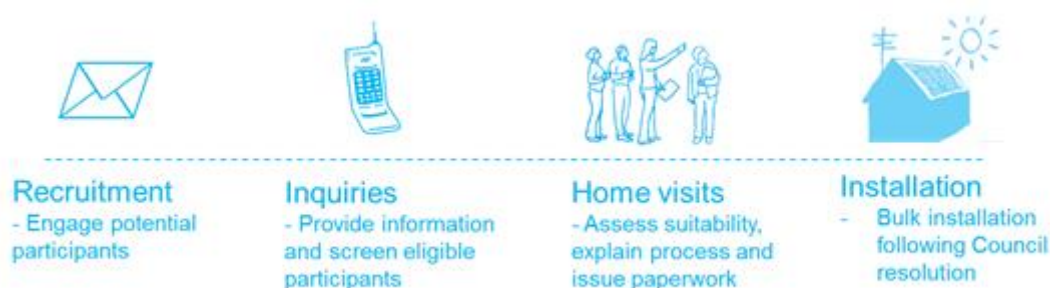 Recruitment
- Engage potential
participants
Inquiries
- Provide information
and screen eligible
participants
Home visits
- Assess suitability,
explain process and
issue paperwork
Installation
- Bulk installation
following Council
resolution